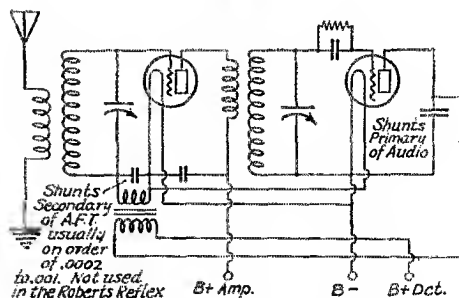 Shunts
Secondary
of A.F.T.
usually
on order
of .0002
to .001. Not used
in the Roberts Reflex
Shunts
Primary
of Audio
B+ Amp.
B-
B+ Det.